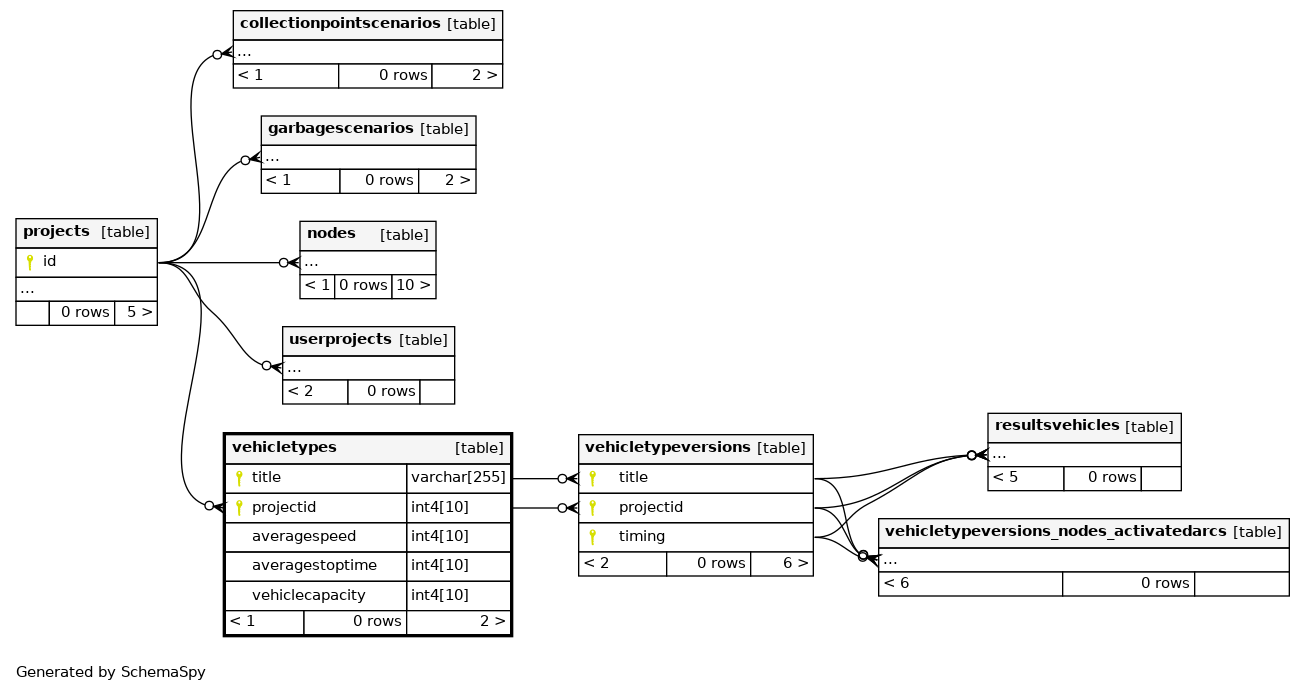 collectionpointscenarios [table]
...
< 1 0 rows 2 >
garbagescenarios [table]
...
< 1 0 rows 2 >
projects [table]
id
...
0 rows 5 >
nodes [table]
...
< 1 0 rows 10 >
userprojects [table]
...
< 2 0 rows
vehicletypes [table]
title varchar[255]
projectid int4[10]
averagespeed int4[10]
averagestoptime int4[10]
vehiclecapacity int4[10]
< 1 0 rows 2 >
vehicletypeversions [table]
title
projectid
timing
< 2 0 rows 6 >
resultsvehicles [table]
...
< 5 0 rows
vehicletypeversions_nodes_activatedarcs [table]
...
< 6 0 rows
Generated by SchemaSpy